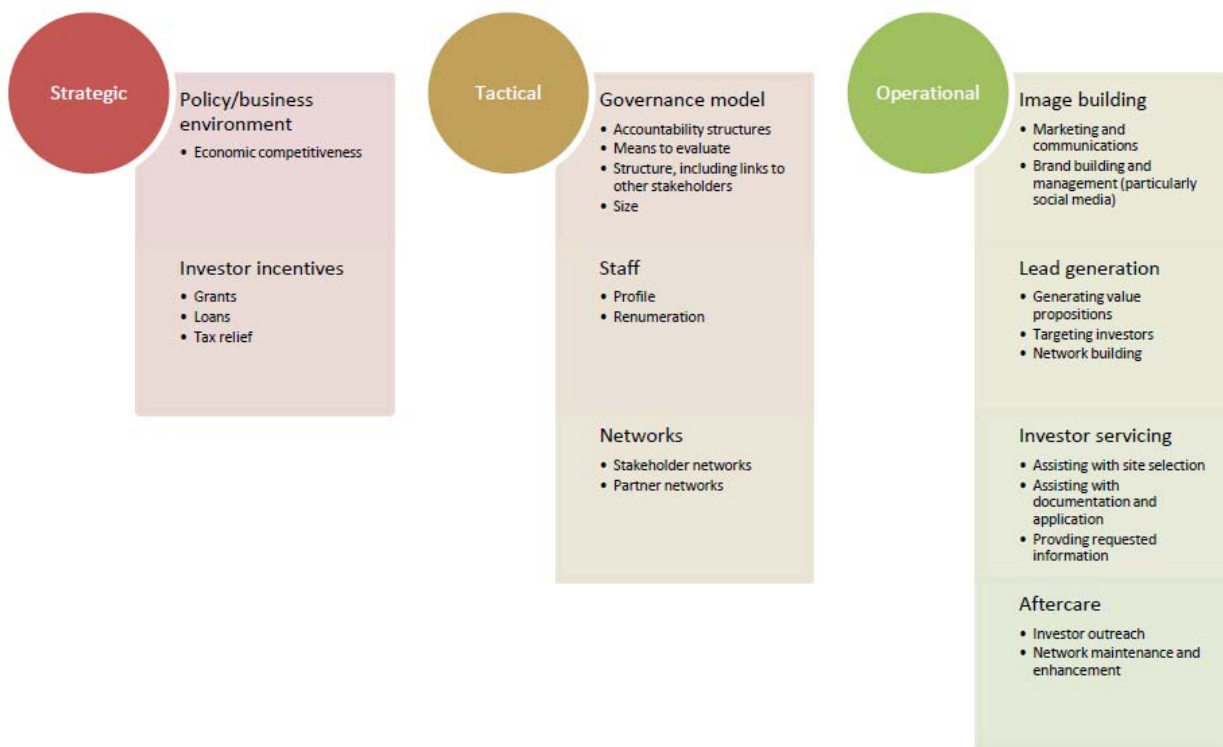 Strategic
Policy/business
environment
• Economic competitiveness
Investor incentives
• Grants
• Loans
• Tax relief
Tactical
Governance model
• Accountability structures
• Means to evaluate
• Structure, including links to
other stakeholders
• Size
Staff
• Profile
• Renumeration
Networks
• Stakeholder networks
• Partner networks
Operational
Image building
• Marketing and
communications
• Brand building and
management (particularly
social media)
Lead generation
• Generating value
propositions
• Targeting investors
• Network building
Investor servicing
• Assisting with site selection
• Assisting with
documentation and
application
• Provding requested
information
Aftercare
• Investor outreach
• Network maintenance and
enhancement